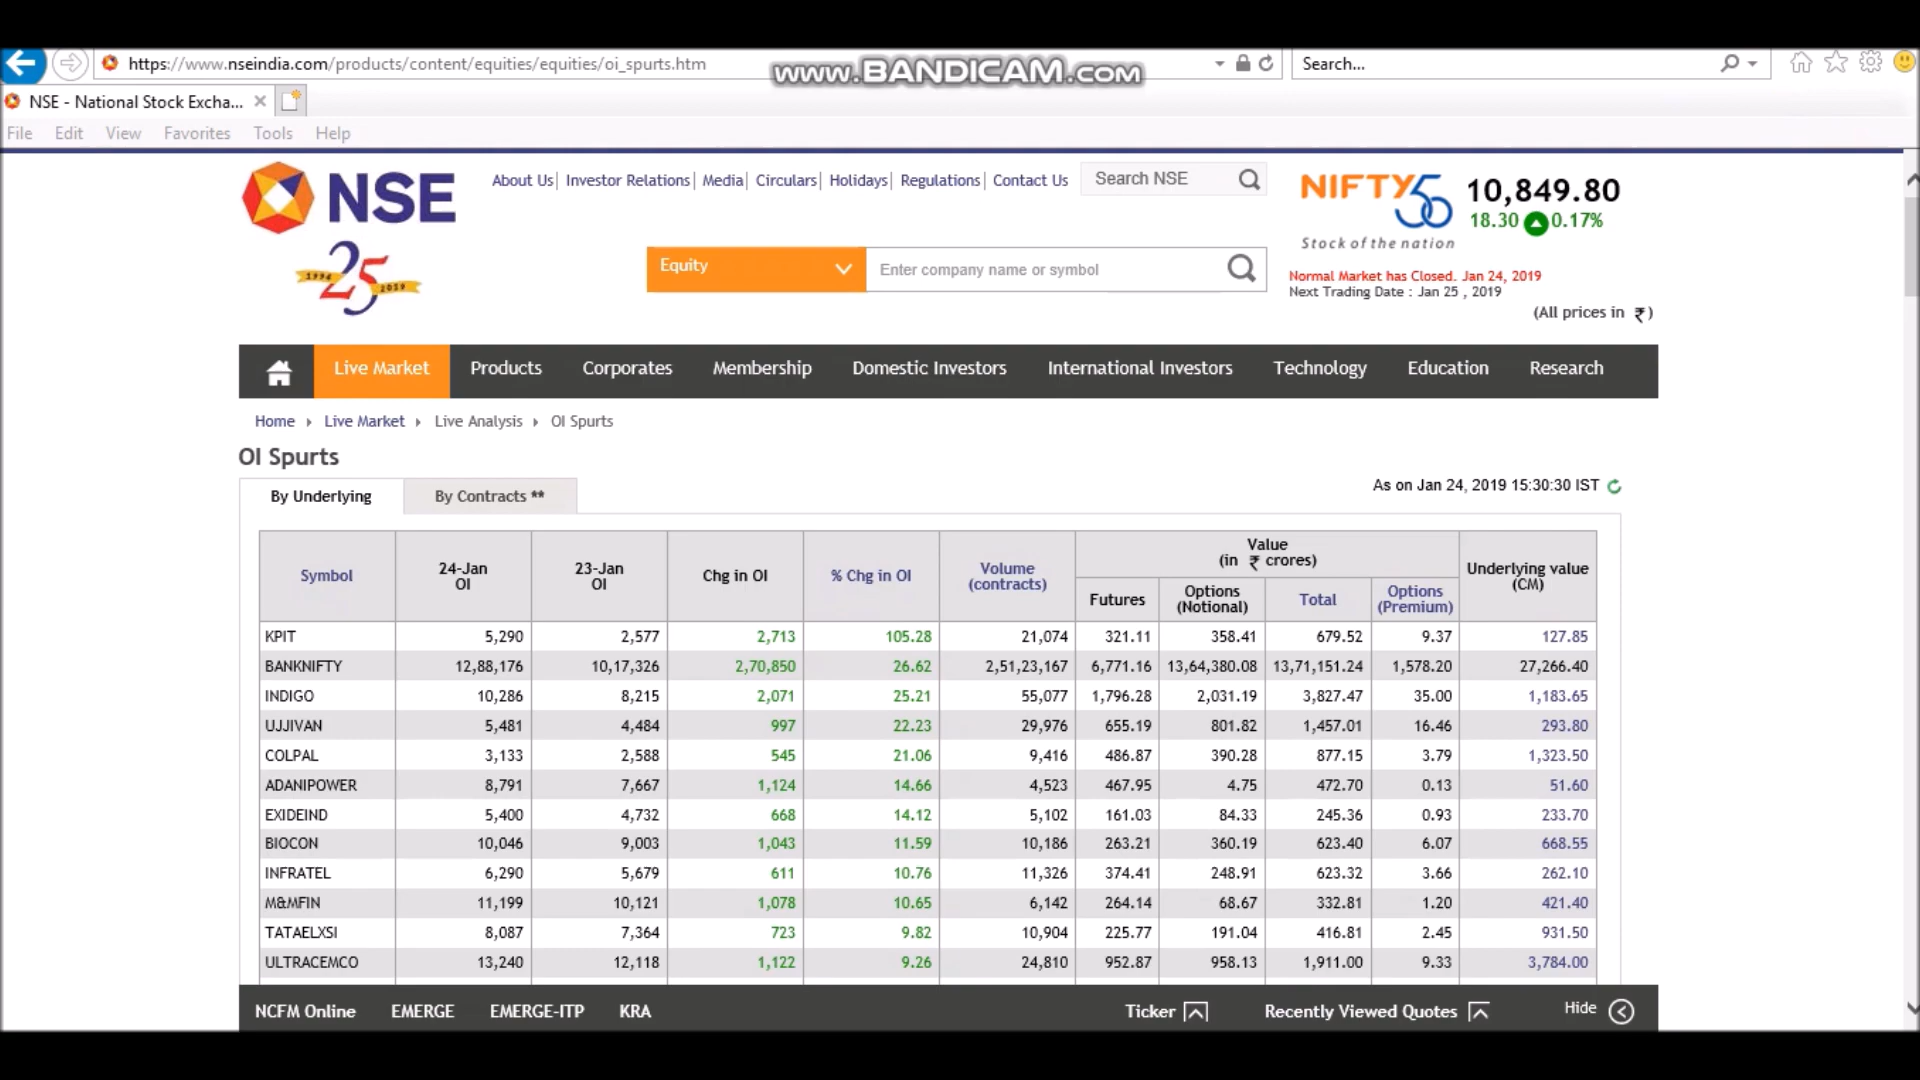 https://www.nseindia.com/products/content/equities/equities/oi_spurts.htm
www.BANDICAM.com
Search...
NSE - National Stock Excha...
File Edit View Favorites Tools Help
NSE
1994 25 2019
About Us| Investor Relations| Media| Circulars| Holidays| Regulations| Contact Us
Search NSE
NIFTY 50
Stock of the nation
10,849.80
18.30 0.17%
Equity
Enter company name or symbol
Normal Market has Closed. Jan 24, 2019
Next Trading Date : Jan 25 , 2019
(All prices in ₹)
Live Market Products Corporates Membership Domestic Investors International Investors Technology Education Research
Home Live Market Live Analysis OI Spurts
OI Spurts
By Underlying By Contracts **
As on Jan 24, 2019 15:30:30 IST
Symbol 24-Jan OI 23-Jan OI Chg in OI % Chg in OI Volume (contracts) Value (in ₹ crores) Underlying value (CM)
Futures Options (Notional) Total Options (Premium)
KPIT 5,290 2,577 2,713 105.28 21,074 321.11 358.41 679.52 9.37 127.85
BANKNIFTY 12,88,176 10,17,326 2,70,850 26.62 2,51,23,167 6,771.16 13,64,380.08 13,71,151.24 1,578.20 27,266.40
INDIGO 10,286 8,215 2,071 25.21 55,077 1,796.28 2,031.19 3,827.47 35.00 1,183.65
UJJIVAN 5,481 4,484 997 22.23 29,976 655.19 801.82 1,457.01 16.46 293.80
COLPAL 3,133 2,588 545 21.06 9,416 486.87 390.28 877.15 3.79 1,323.50
ADANIPOWER 8,791 7,667 1,124 14.66 4,523 467.95 4.75 472.70 0.13 51.60
EXIDEIND 5,400 4,732 668 14.12 5,102 161.03 84.33 245.36 0.93 233.70
BIOCON 10,046 9,003 1,043 11.59 10,186 263.21 360.19 623.40 6.07 668.55
INFRATEL 6,290 5,679 611 10.76 11,326 374.41 248.91 623.32 3.66 262.10
M&MFIN 11,199 10,121 1,078 10.65 6,142 264.14 68.67 332.81 1.20 421.40
TATAELXSI 8,087 7,364 723 9.82 10,904 225.77 191.04 416.81 2.45 931.50
ULTRACEMCO 13,240 12,118 1,122 9.26 24,810 952.87 958.13 1,911.00 9.33 3,784.00
NCFM Online EMERGE EMERGE-ITP KRA Ticker Recently Viewed Quotes Hide